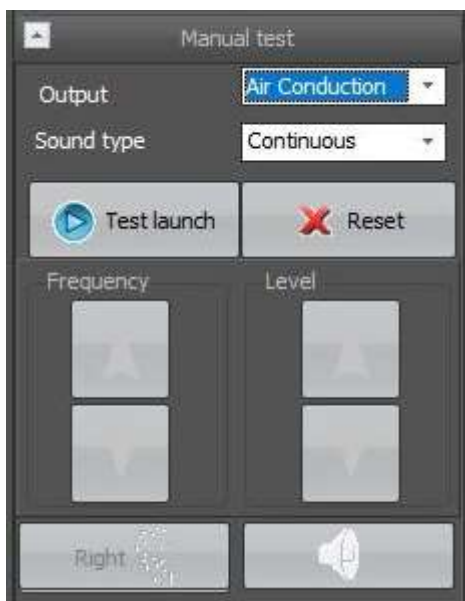 Manual test
Output
Air Conduction
Sound type
Continuous
Test launch
Reset
Frequency
Level
Right